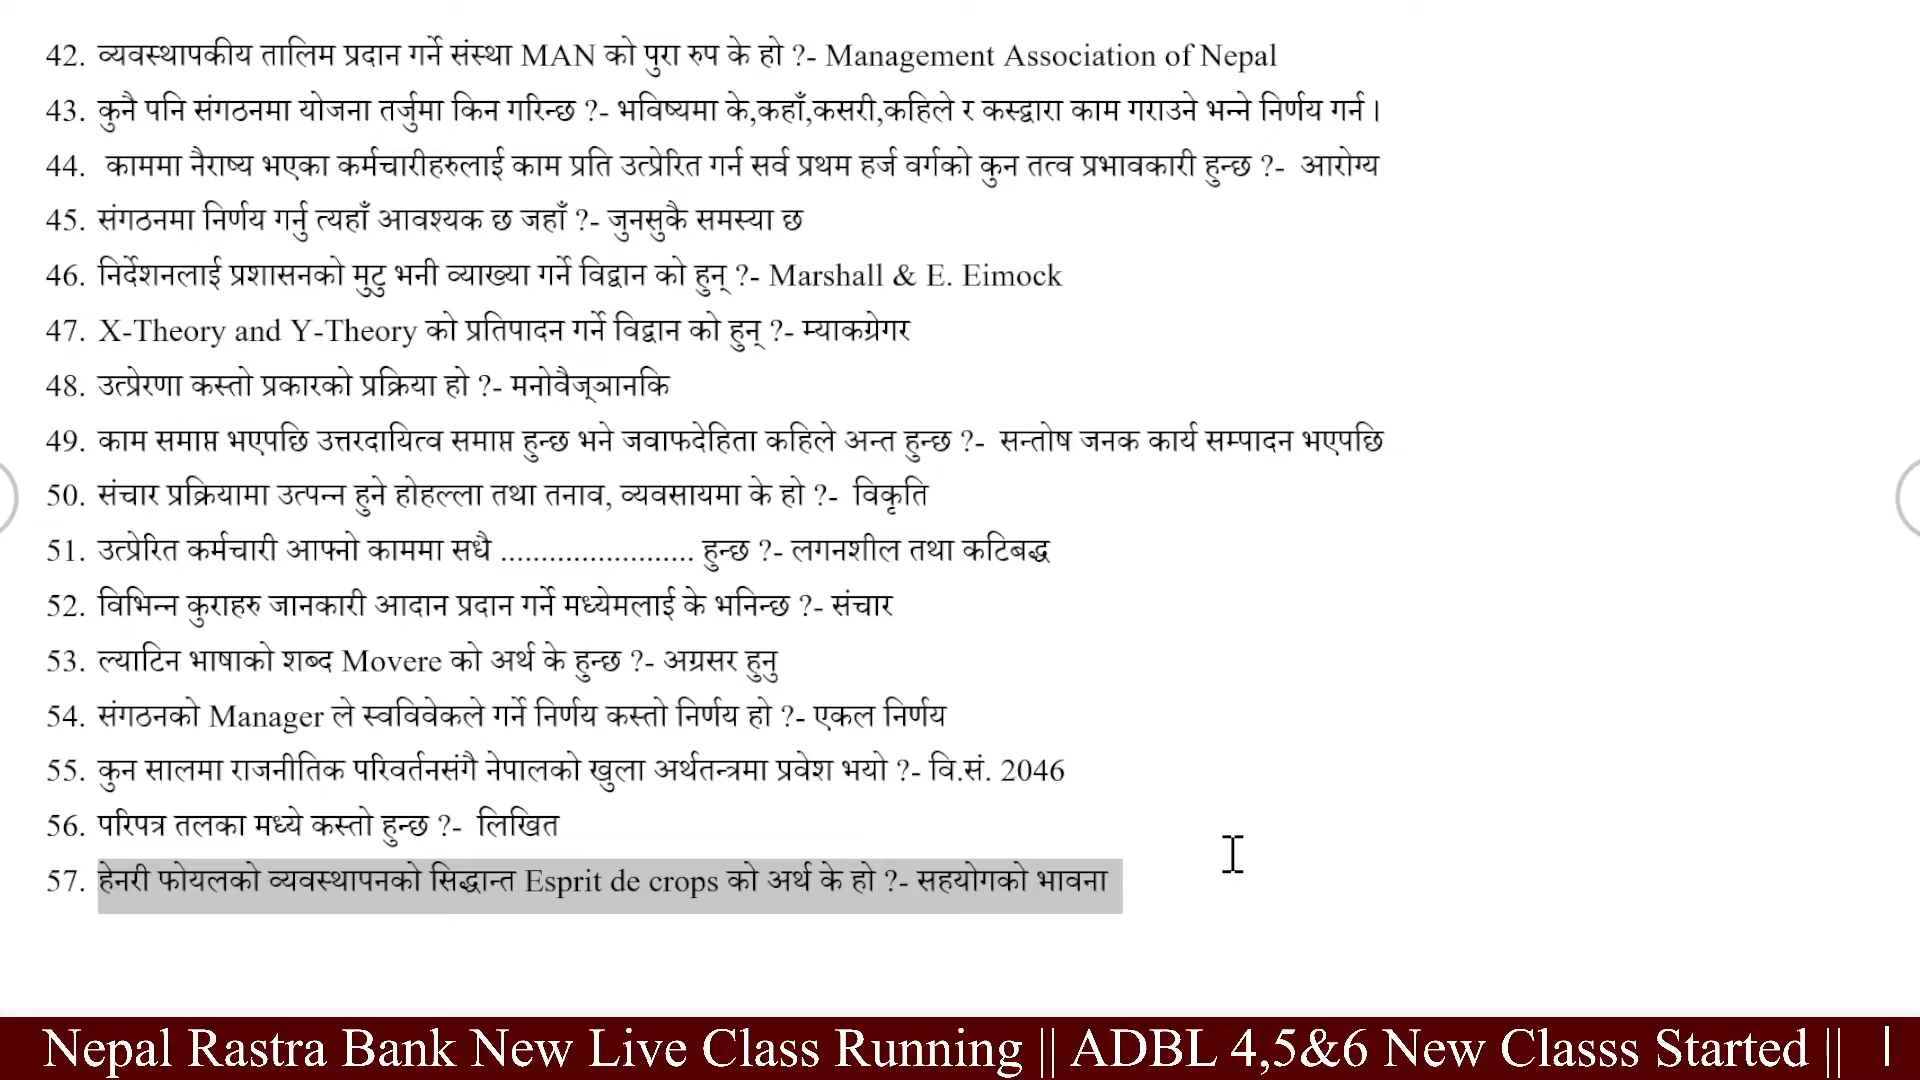 42. व्यवस्थापकीय तालिम प्रदान गर्ने संस्था MAN को पुरा रुप के हो ?- Management Association of Nepal
43. कुनै पनि संगठनमा योजना तर्जुमा किन गरिन्छ ?- भविष्यमा के,कहाँ,कसरी,कहिले र कस्द्वारा काम गराउने भन्ने निर्णय गर्न ।
44. काममा नैराष्य भएका कर्मचारीहरुलाई काम प्रति उत्प्रेरित गर्न सर्व प्रथम हर्ज वर्गको कुन तत्व प्रभावकारी हुन्छ ?- आरोग्य
45. संगठनमा निर्णय गर्नु त्यहाँ आवश्यक छ जहाँ ?- जुनसुकै समस्या छ
46. निर्देशनलाई प्रशासनको मुटु भनी व्याख्या गर्ने विद्वान को हुन् ?- Marshall & E. Eimock
47. X-Theory and Y-Theory को प्रतिपादन गर्ने विद्वान को हुन् ?- म्याकग्रेगर
48. उत्प्रेरणा कस्तो प्रकारको प्रक्रिया हो ?- मनोवैज्ञानकि
49. काम समाप्त भएपछि उत्तरदायित्व समाप्त हुन्छ भने जवाफदेहिता कहिले अन्त हुन्छ ?- सन्तोष जनक कार्य सम्पादन भएपछि
50. संचार प्रक्रियामा उत्पन्न हुने होहल्ला तथा तनाव, व्यवसायमा के हो ?- विकृति
51. उत्प्रेरित कर्मचारी आफ्नो काममा सधै ........................ हुन्छ ?- लगनशील तथा कटिबद्ध
52. विभिन्न कुराहरु जानकारी आदान प्रदान गर्ने मध्येमलाई के भनिन्छ ?- संचार
53. ल्याटिन भाषाको शब्द Movere को अर्थ के हुन्छ ?- अग्रसर हुनु
54. संगठनको Manager ले स्वविवेकले गर्ने निर्णय कस्तो निर्णय हो ?- एकल निर्णय
55. कुन सालमा राजनीतिक परिवर्तनसंगै नेपालको खुला अर्थतन्त्रमा प्रवेश भयो ?- वि.सं. 2046
56. परिपत्र तलका मध्ये कस्तो हुन्छ ?- लिखित
57. हेनरी फोयलको व्यवस्थापनको सिद्धान्त Esprit de crops को अर्थ के हो ?- सहयोगको भावना
Nepal Rastra Bank New Live Class Running || ADBL 4,5&6 New Classs Started || |